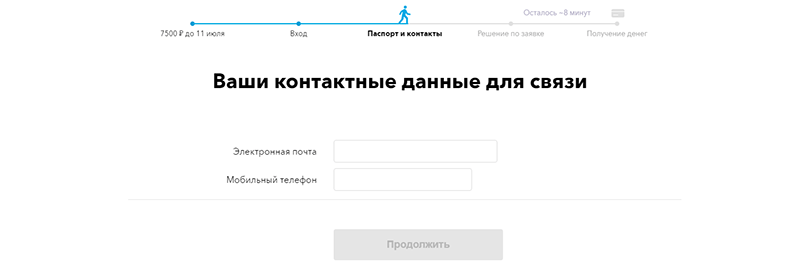 Осталось ~8 минут
7500 ₽ до 11 июля Вход Паспорт и контакты Решение по заявке Получение денег
Ваши контактные данные для связи
Электронная почта
Мобильный телефон
Продолжить